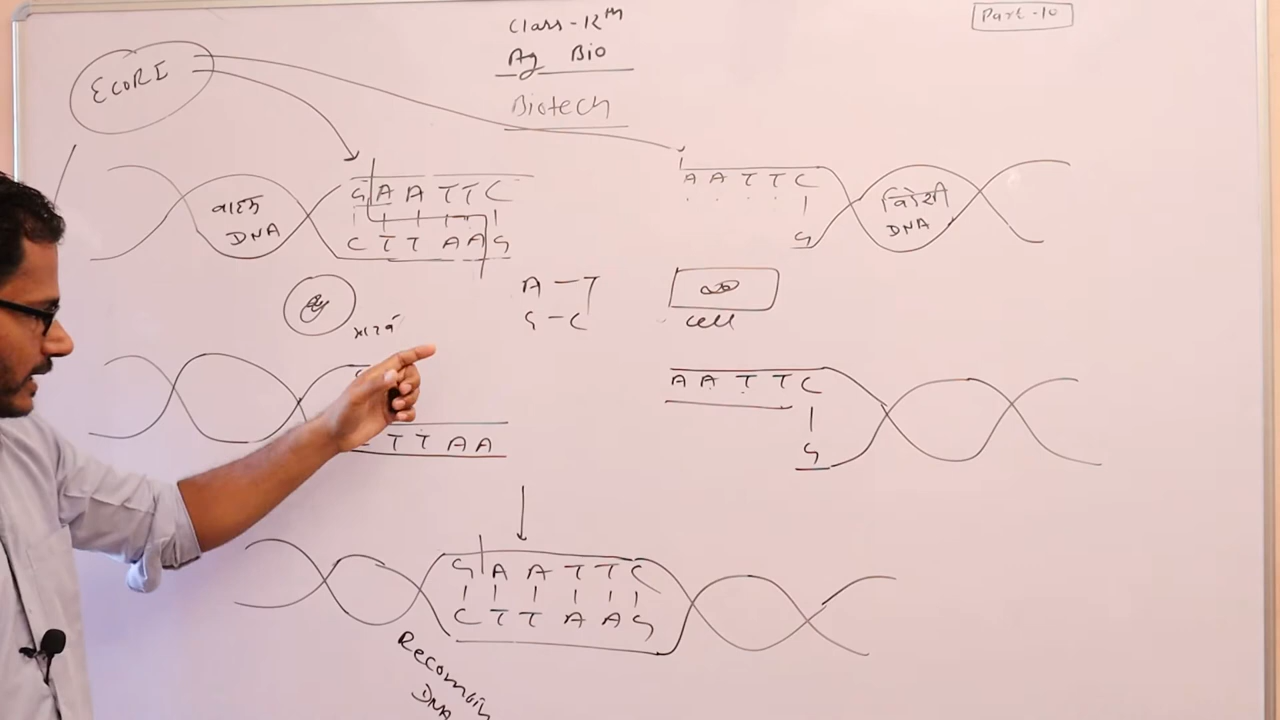 Class-12th
Part-10
Ag Bio
Biotech
ECORI
G A A T T C
C T T A A G
वाहक
DNA
A A T T C
G
विदेशी
DNA
A - T
G - C
cell
T T A A
A A T T C
G
G A A T T C
C T T A A G
Recombin
DNA